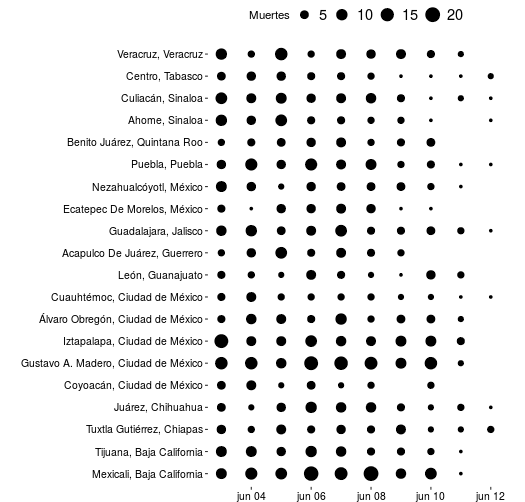 Muertes 5 10 15 20
Veracruz, Veracruz
Centro, Tabasco
Culiacán, Sinaloa
Ahome, Sinaloa
Benito Juárez, Quintana Roo
Puebla, Puebla
Nezahualcóyotl, México
Ecatepec De Morelos, México
Guadalajara, Jalisco
Acapulco De Juárez, Guerrero
León, Guanajuato
Cuauhtémoc, Ciudad de México
Álvaro Obregón, Ciudad de México
Iztapalapa, Ciudad de México
Gustavo A. Madero, Ciudad de México
Coyoacán, Ciudad de México
Juárez, Chihuahua
Tuxtla Gutiérrez, Chiapas
Tijuana, Baja California
Mexicali, Baja California
jun 04 jun 06 jun 08 jun 10 jun 12